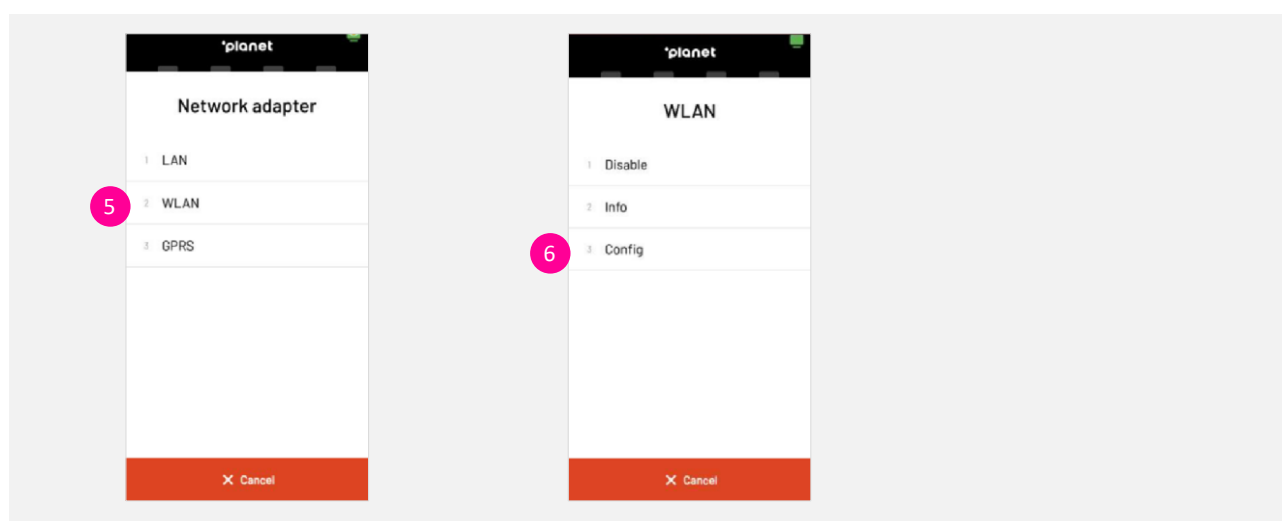 planet
Network adapter
1 LAN
5
2 WLAN
3 GPRS
X Cancel
planet
WLAN
1 Disable
2 Info
6
3 Config
X Cancel